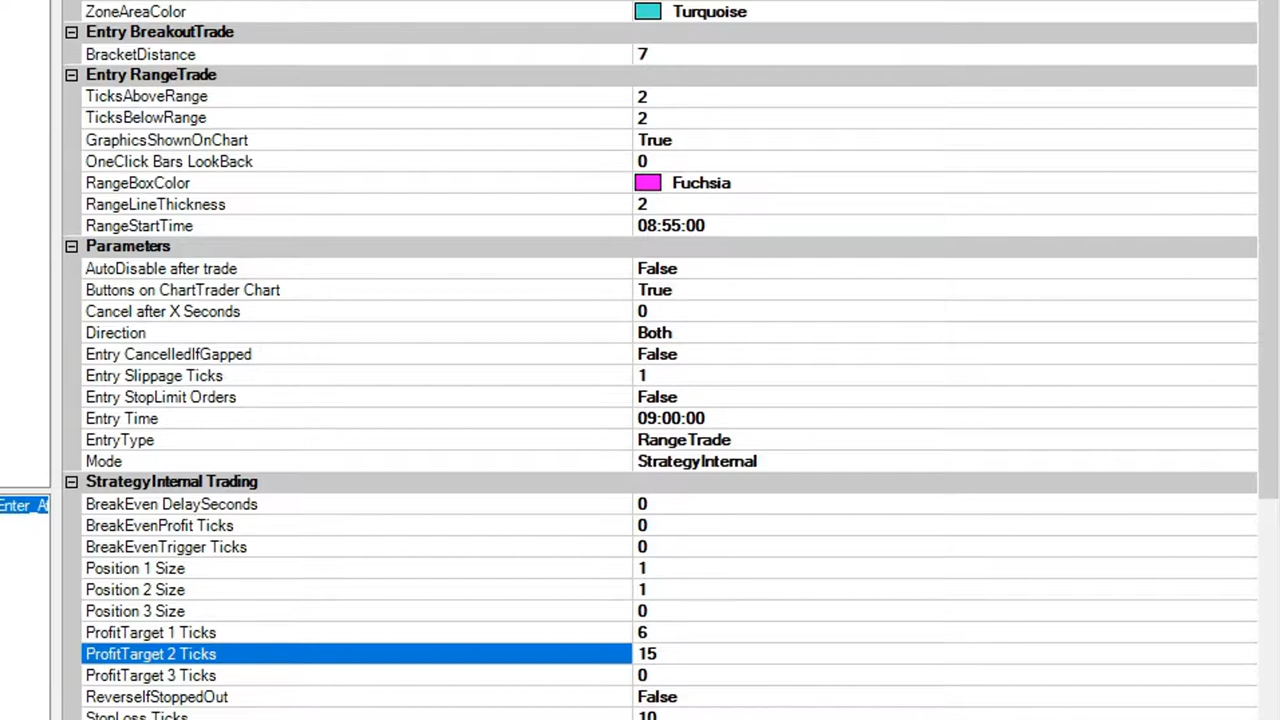 ZoneAreaColor Turquoise
Entry BreakoutTrade
BracketDistance 7
Entry RangeTrade
TicksAboveRange 2
TicksBelowRange 2
GraphicsShownOnChart True
OneClick Bars LookBack 0
RangeBoxColor Fuchsia
RangeLineThickness 2
RangeStartTime 08:55:00
Parameters
AutoDisable after trade False
Buttons on ChartTrader Chart True
Cancel after X Seconds 0
Direction Both
Entry CancelledIfGapped False
Entry Slippage Ticks 1
Entry StopLimit Orders False
Entry Time 09:00:00
EntryType RangeTrade
Mode StrategyInternal
StrategyInternal Trading
Enter_A
BreakEven DelaySeconds 0
BreakEvenProfit Ticks 0
BreakEvenTrigger Ticks 0
Position 1 Size 1
Position 2 Size 1
Position 3 Size 0
ProfitTarget 1 Ticks 6
ProfitTarget 2 Ticks 15
ProfitTarget 3 Ticks 0
ReverseIfStoppedOut False
StopLoss Ticks 10